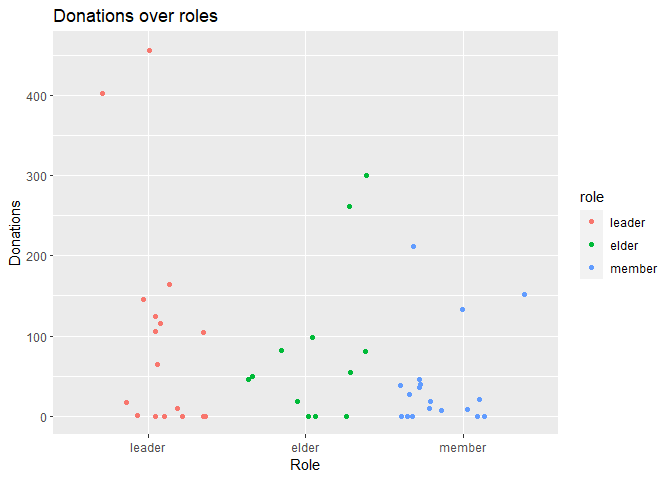 Donations over roles
400
300
200
100
0
Donations
leader
elder
member
Role
role
leader
elder
member